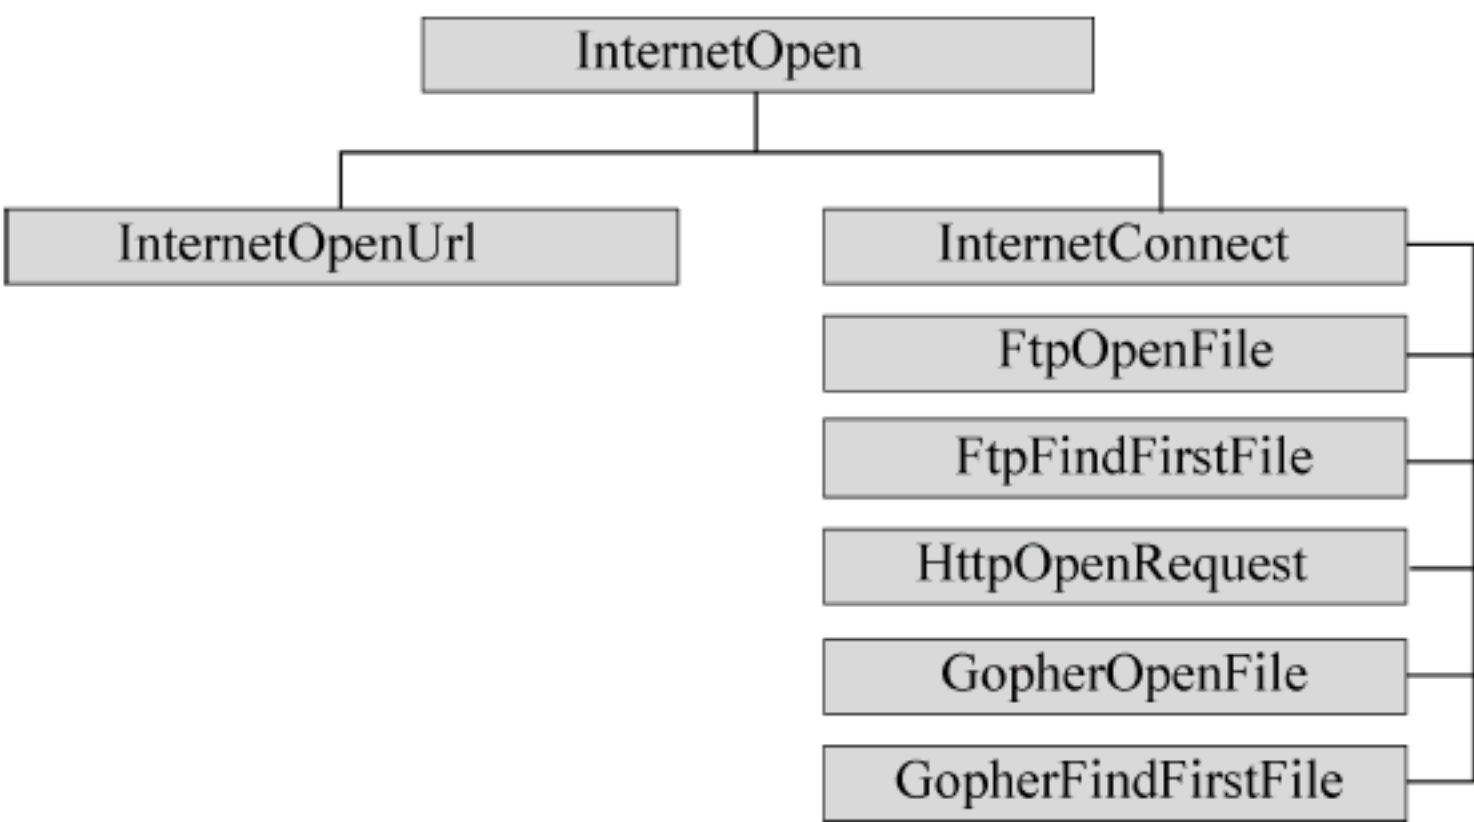 InternetOpen
InternetOpenUrl
InternetConnect
FtpOpenFile
FtpFindFirstFile
HttpOpenRequest
GopherOpenFile
GopherFindFirstFile